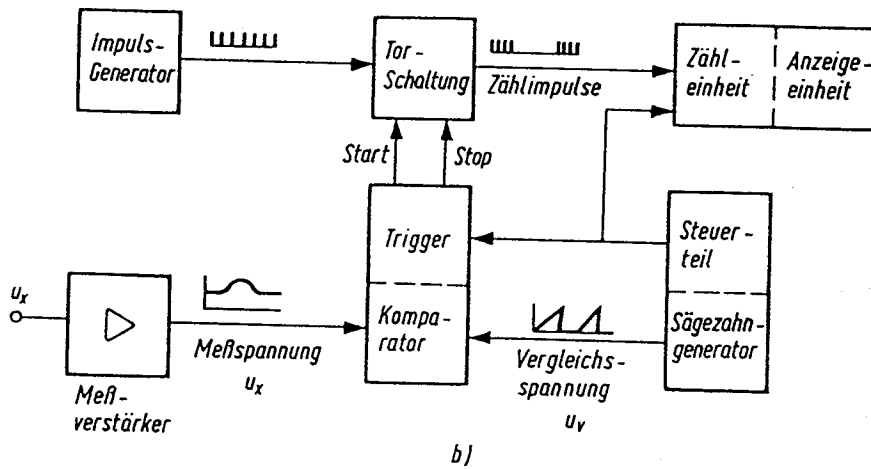 Impuls-
Generator
Tor-
Schaltung
Zählimpulse
Zähl-
einheit
Anzeige-
einheit
Start
Stop
Trigger
Kompa-
rator
Steuer-
teil
Sägezahn-
generator
u_x
Meß-
verstärker
Meßspannung
u_x
Vergleichs-
spannung
u_v
b)